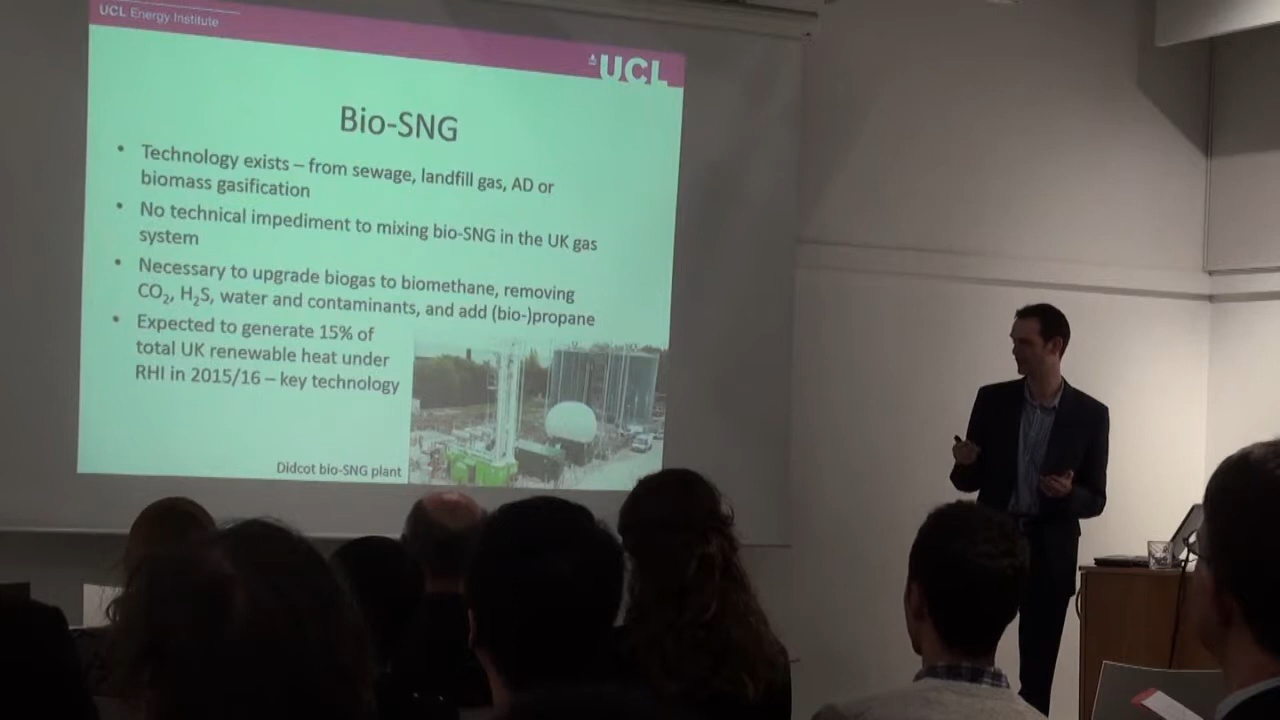 UCL Energy Institute
UCL
Bio-SNG
• Technology exists – from sewage, landfill gas, AD or
biomass gasification
• No technical impediment to mixing bio-SNG in the UK gas
system
• Necessary to upgrade biogas to biomethane, removing
CO₂, H₂S, water and contaminants, and add (bio-)propane
• Expected to generate 15% of
total UK renewable heat under
RHI in 2015/16 – key technology
Didcot bio-SNG plant